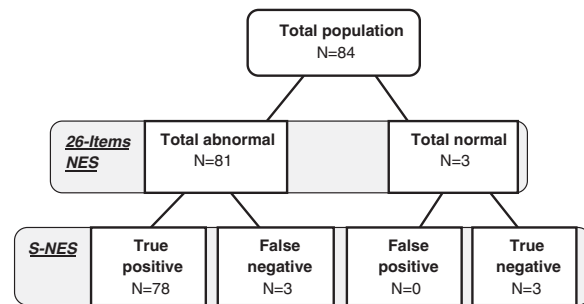 Total population
N=84
26-Items
NES
Total abnormal
N=81
Total normal
N=3
S-NES
True
positive
N=78
False
negative
N=3
False
positive
N=0
True
negative
N=3